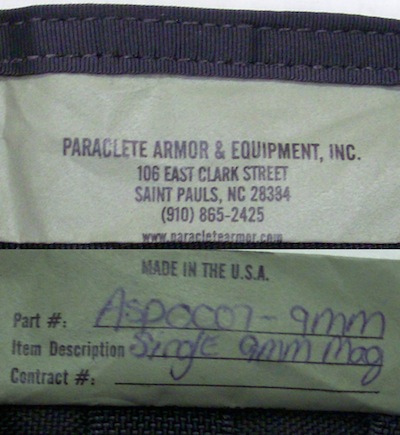 PARACLETE ARMOR & EQUIPMENT, INC.
106 EAST CLARK STREET
SAINT PAULS, NC 28384
(910) 865-2425
www.paracletearmor.com
MADE IN THE U.S.A.
Part #: ASP0007-9mm
Item Description Single 9mm Mag
Contract #: